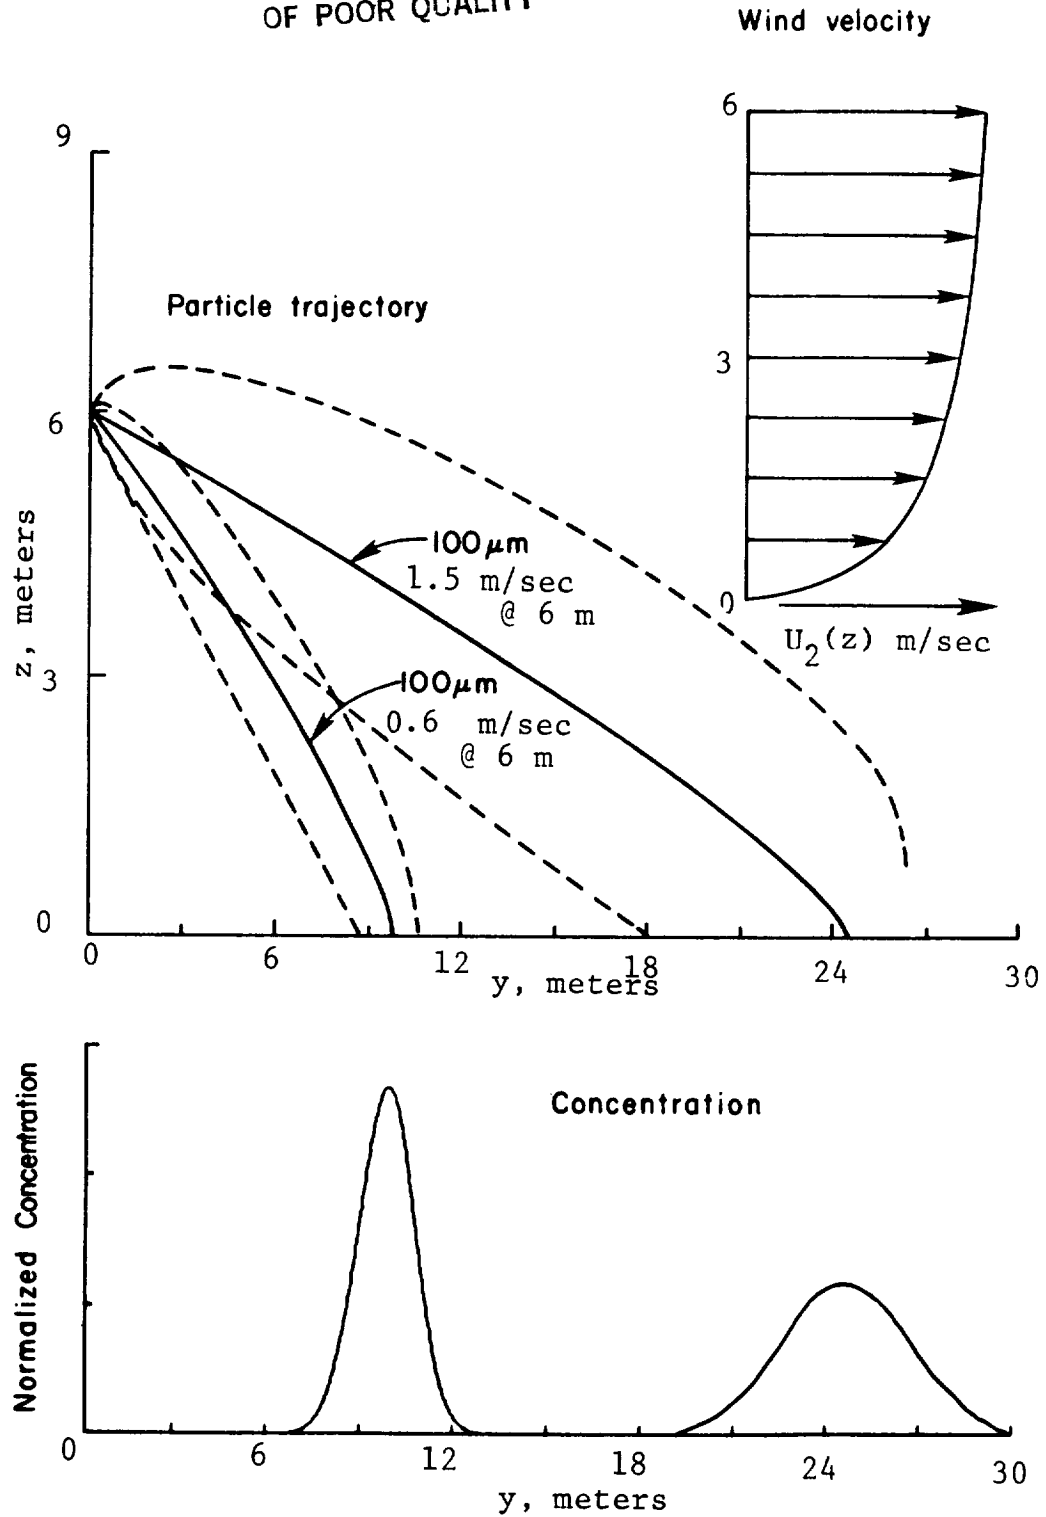 OF POOR QUALITY
Wind velocity
6
3
0
U2(z) m/sec
9
6
3
0
z, meters
Particle trajectory
100μm
1.5 m/sec
@ 6 m
100μm
0.6 m/sec
@ 6 m
0
6
12
18
24
30
y, meters
Normalized Concentration
Concentration
0
6
12
18
24
30
y, meters